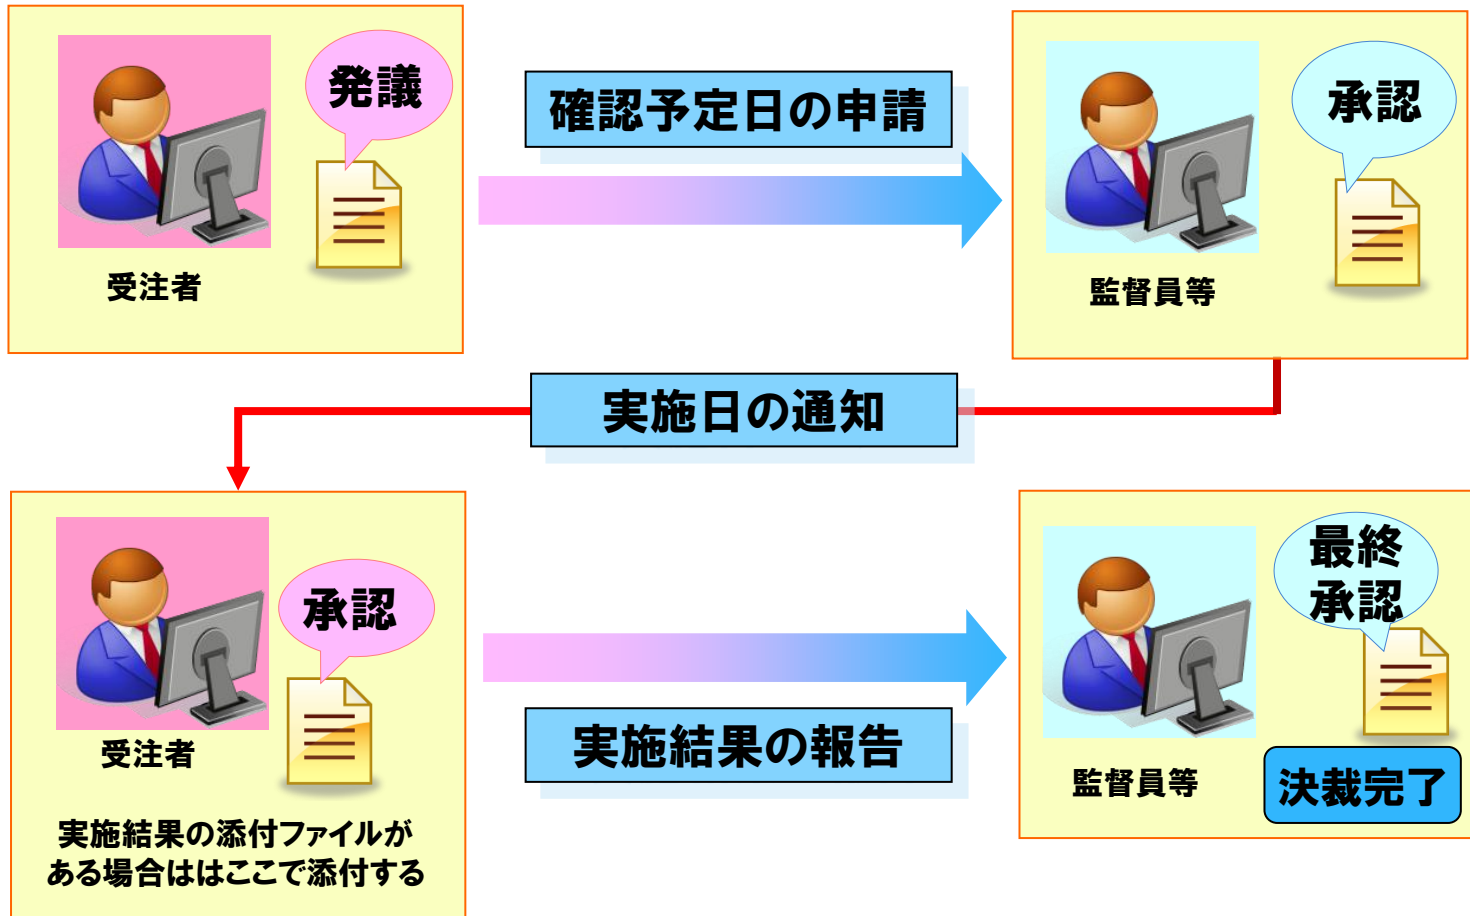 発議
受注者
確認予定日の申請
承認
監督員等
実施日の通知
承認
受注者
実施結果の添付ファイルが
ある場合ははここで添付する
実施結果の報告
最終
承認
監督員等
決裁完了